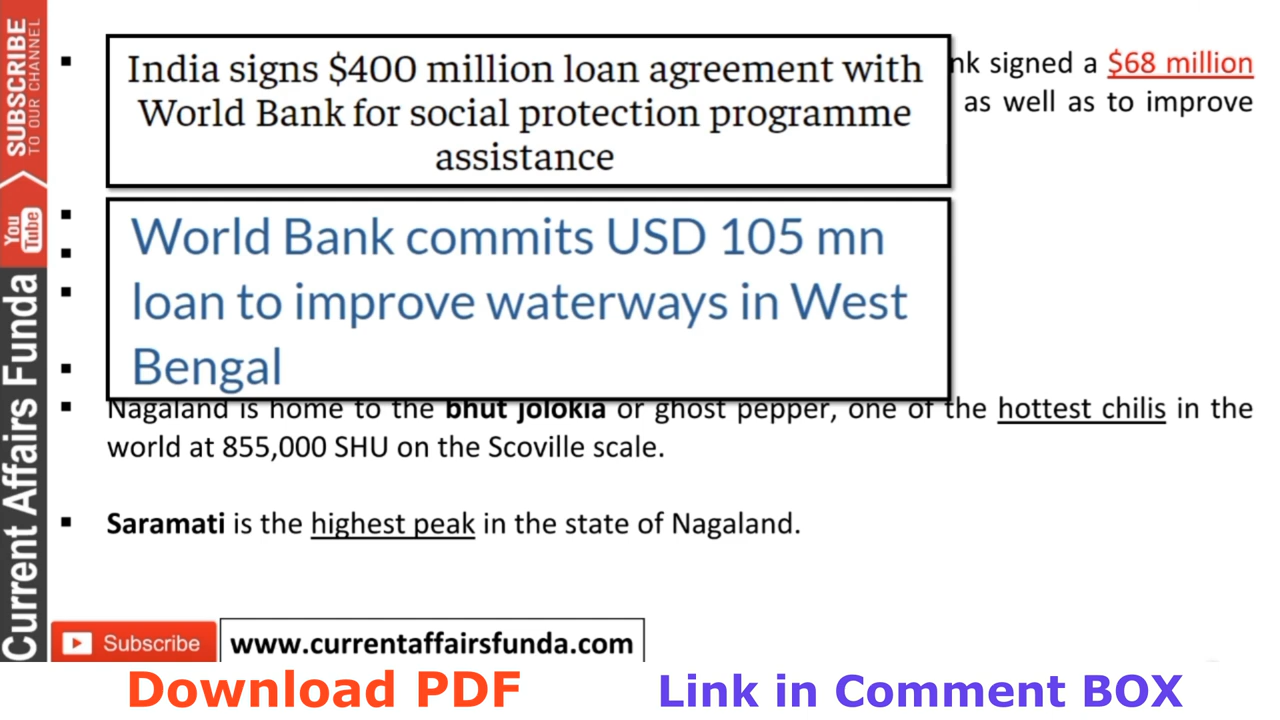 SUBSCRIBE
TO OUR CHANNEL
You
Tube
Current Affairs Funda
India signs $400 million loan agreement with
World Bank for social protection programme
assistance
nk signed a $68 million
as well as to improve
World Bank commits USD 105 mn
loan to improve waterways in West
Bengal
Nagaland is home to the bhut jolokia or ghost pepper, one of the hottest chilis in the
world at 855,000 SHU on the Scoville scale.
Saramati is the highest peak in the state of Nagaland.
Subscribe
www.currentaffairsfunda.com
Download PDF
Link in Comment BOX